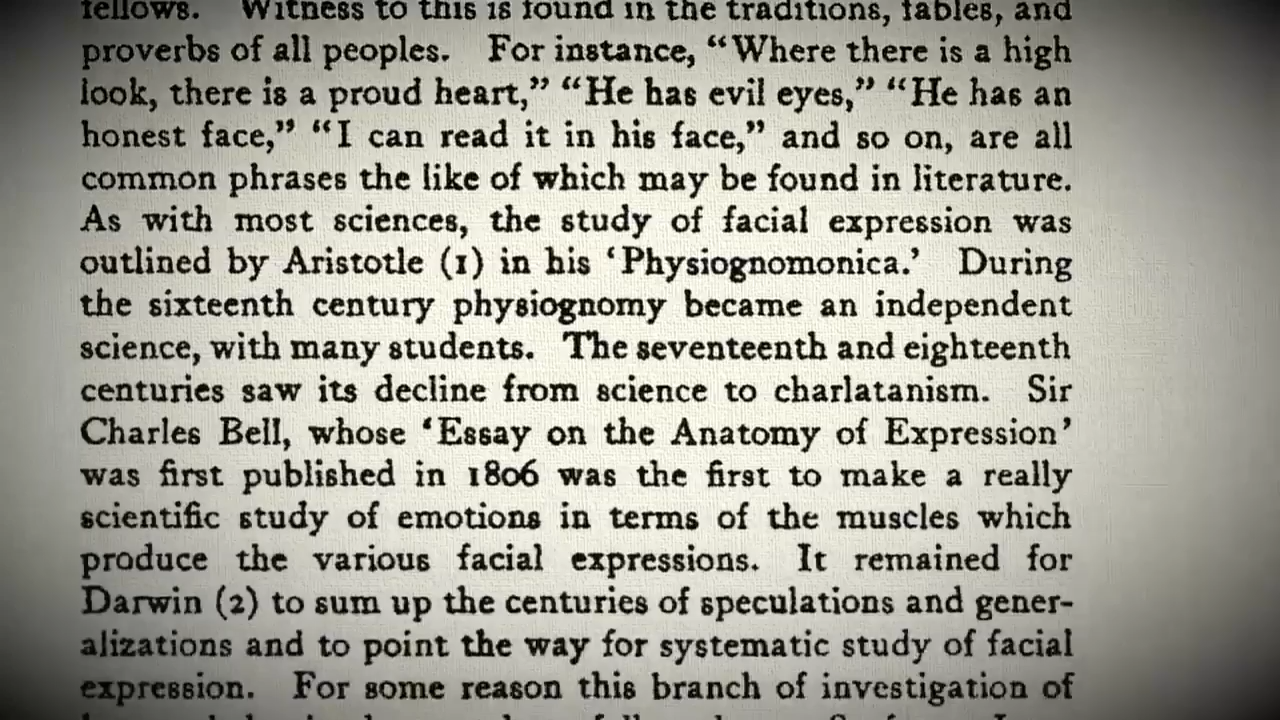 fellows. Witness to this is found in the traditions, fables, and
proverbs of all peoples. For instance, “Where there is a high
look, there is a proud heart,” “He has evil eyes,” “He has an
honest face,” “I can read it in his face,” and so on, are all
common phrases the like of which may be found in literature.
As with most sciences, the study of facial expression was
outlined by Aristotle (1) in his ‘Physiognomonica.’ During
the sixteenth century physiognomy became an independent
science, with many students. The seventeenth and eighteenth
centuries saw its decline from science to charlatanism. Sir
Charles Bell, whose ‘Essay on the Anatomy of Expression’
was first published in 1806 was the first to make a really
scientific study of emotions in terms of the muscles which
produce the various facial expressions. It remained for
Darwin (2) to sum up the centuries of speculations and gener-
alizations and to point the way for systematic study of facial
expression. For some reason this branch of investigation of